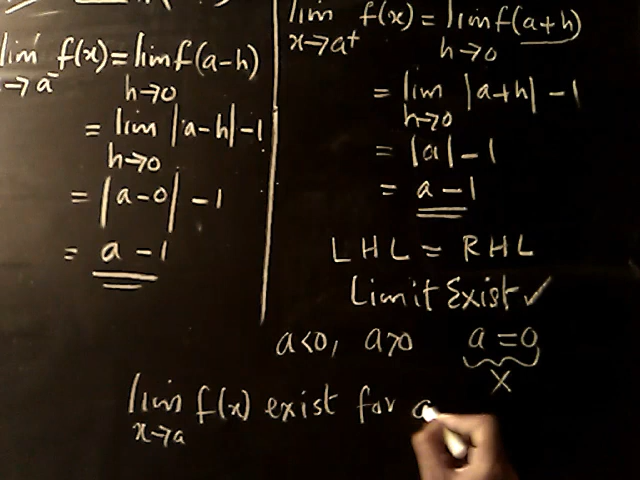 lim f(x) = lim f(a-h)
x→a⁻ h→0
= lim |a-h| -1
h→0
= |a-0| -1
= a -1
lim f(x) = lim f(a+h)
x→a⁺ h→0
= lim |a+h| -1
h→0
= |a| -1
= a -1
LHL = RHL
Limit Exist ✓
a<0, a>0 a=0
X
lim f(x) exist for a
x→a